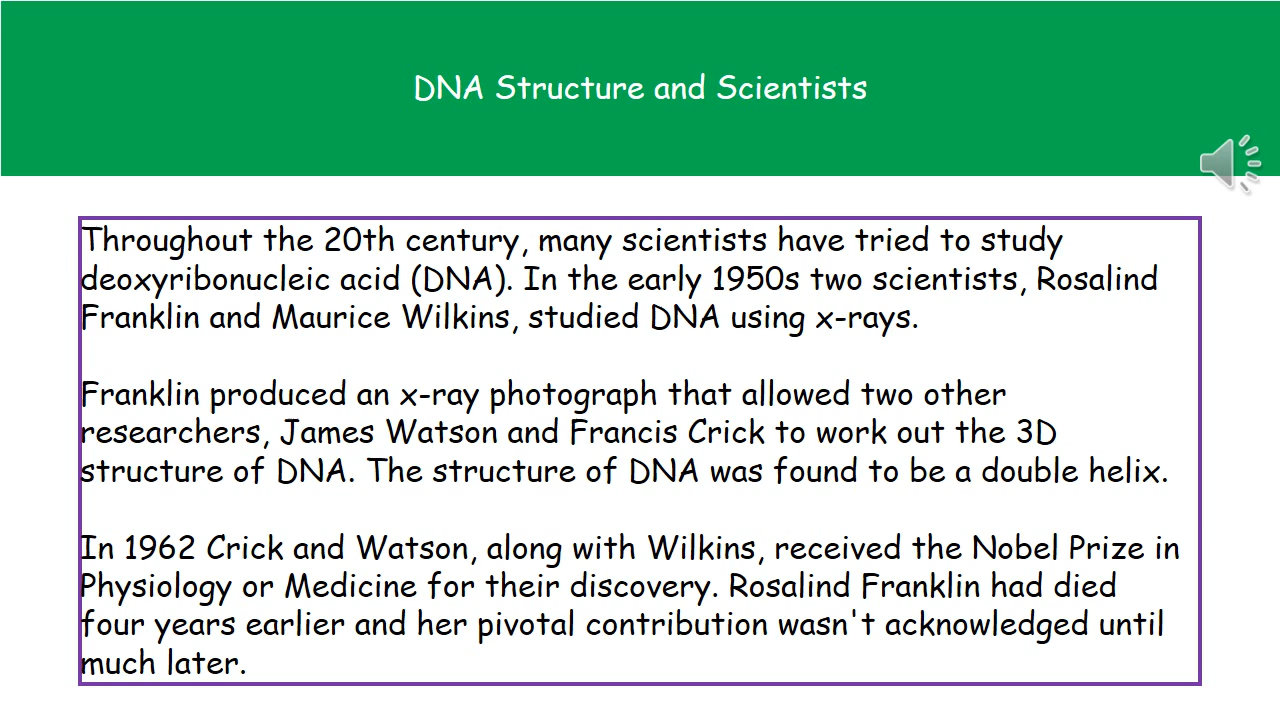 DNA Structure and Scientists
Throughout the 20th century, many scientists have tried to study
deoxyribonucleic acid (DNA). In the early 1950s two scientists, Rosalind
Franklin and Maurice Wilkins, studied DNA using x-rays.
Franklin produced an x-ray photograph that allowed two other
researchers, James Watson and Francis Crick to work out the 3D
structure of DNA. The structure of DNA was found to be a double helix.
In 1962 Crick and Watson, along with Wilkins, received the Nobel Prize in
Physiology or Medicine for their discovery. Rosalind Franklin had died
four years earlier and her pivotal contribution wasn't acknowledged until
much later.